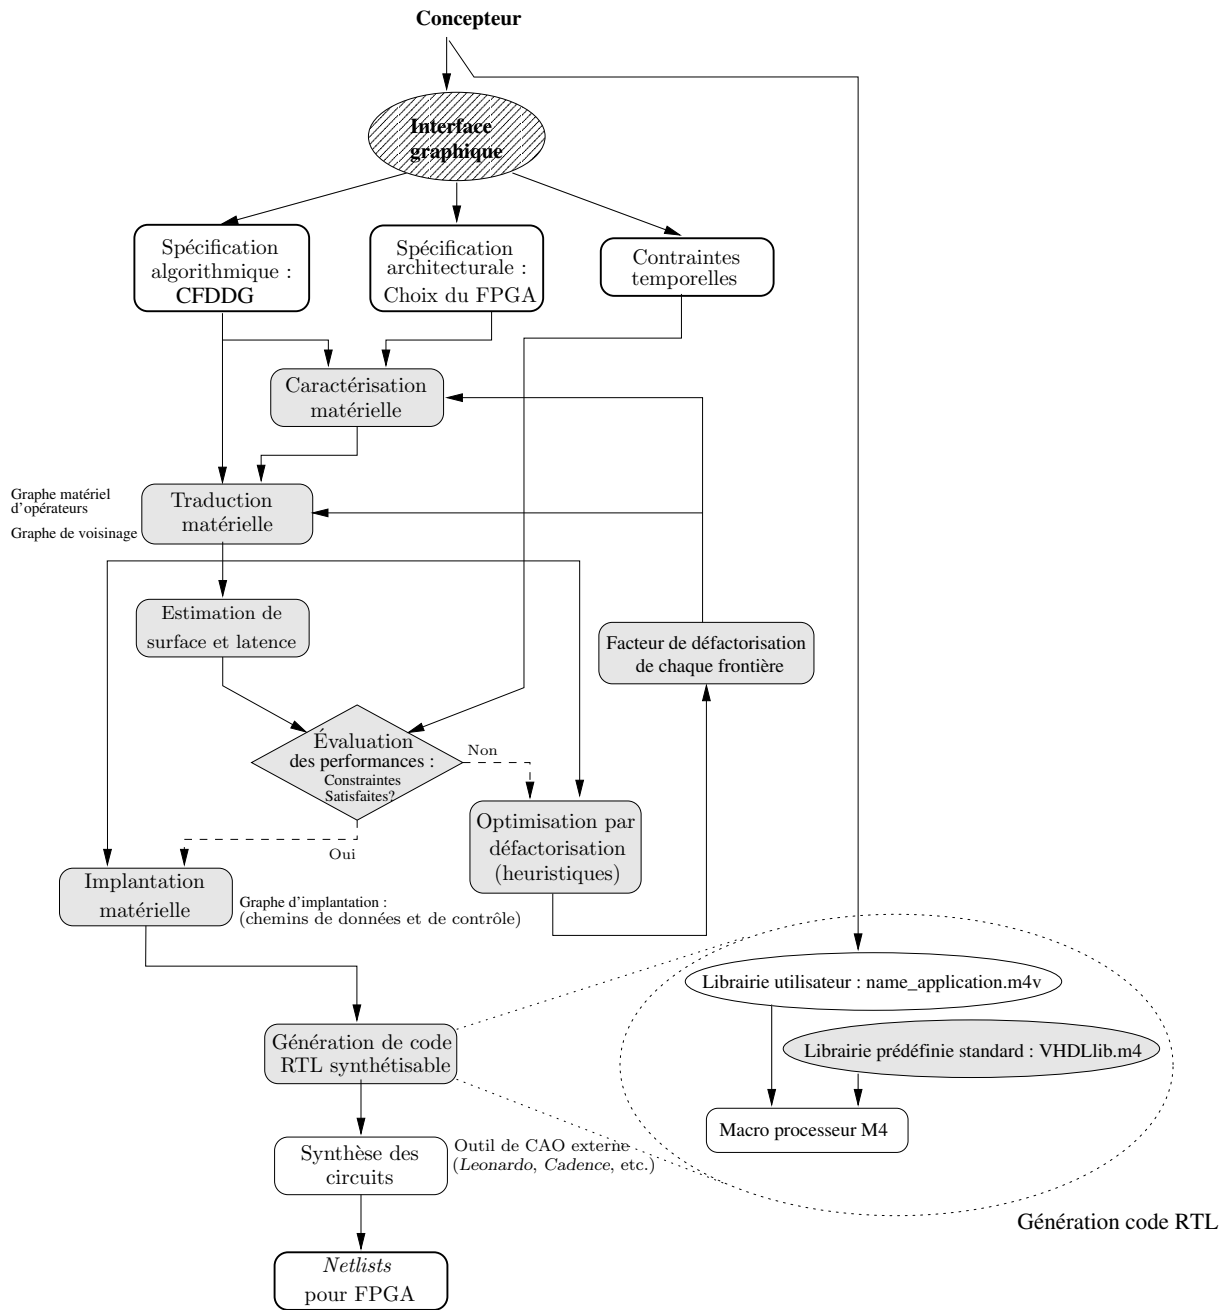 Concepteur
Interface
graphique
Spécification
algorithmique :
CFDDG
Spécification
architecturale :
Choix du FPGA
Contraintes
temporelles
Caractérisation
matérielle
Graphe matériel
d'opérateurs
Graphe de voisinage
Traduction
matérielle
Estimation de
surface et latence
Facteur de défactorisation
de chaque frontière
Évaluation
des performances :
Constraintes
Satisfaites?
Non
Oui
Optimisation par
défactorisation
(heuristiques)
Implantation
matérielle
Graphe d'implantation :
(chemins de données et de contrôle)
Librairie utilisateur : name_application.m4v
Librairie prédéfinie standard : VHDLlib.m4
Macro processeur M4
Génération code RTL
Génération de code
RTL synthétisable
Synthèse des
circuits
Outil de CAO externe
(Leonardo, Cadence, etc.)
Netlists
pour FPGA